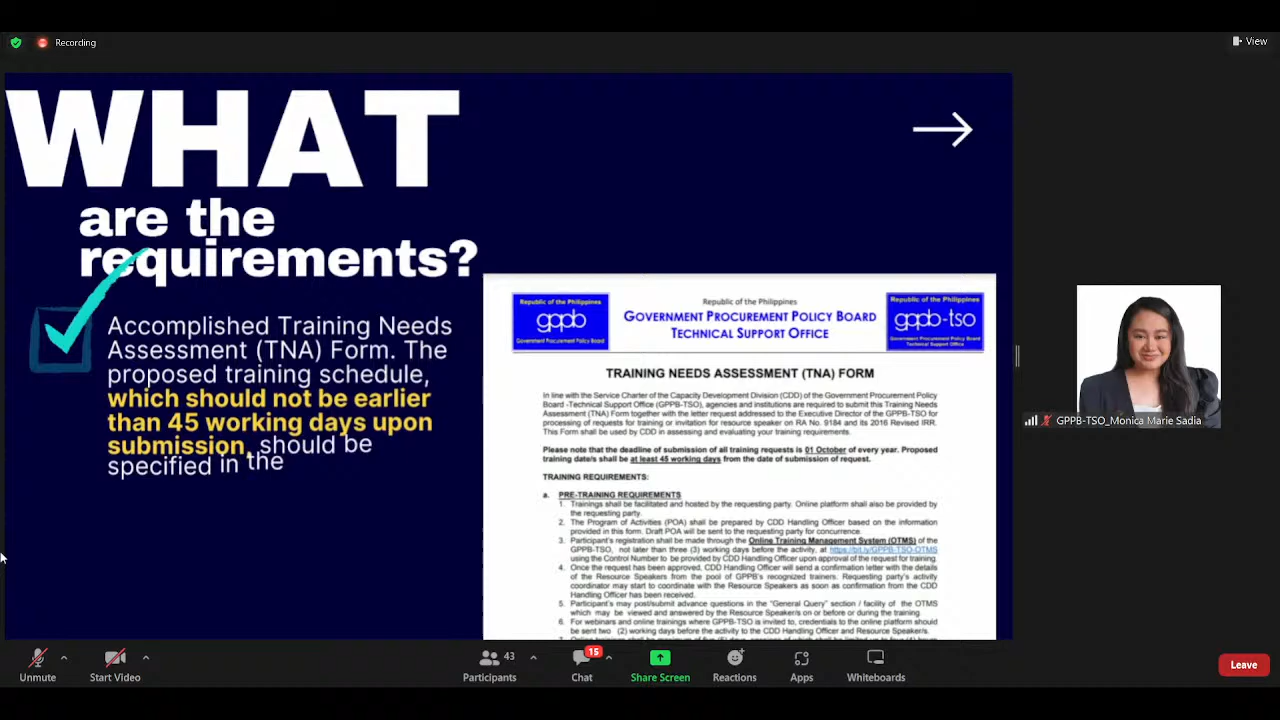 Recording
View
WHAT
are the
requirements?
Accomplished Training Needs
Assessment (TNA) Form. The
proposed training schedule,
which should not be earlier
than 45 working days upon
submission, should be
specified in the
Republic of the Philippines
gppb
Government Procurement Policy Board
Republic of the Philippines
GOVERNMENT PROCUREMENT POLICY BOARD
TECHNICAL SUPPORT OFFICE
Republic of the Philippines
gppb-tso
Government Procurement Policy Board
Technical Support Office
TRAINING NEEDS ASSESSMENT (TNA) FORM
In line with the Service Charter of the Capacity Development Division (CDD) of the Government Procurement Policy
Board -Technical Support Office (GPPB-TSO), agencies and institutions are required to submit this Training Needs
Assessment (TNA) Form together with the letter request addressed to the Executive Director of the GPPB-TSO for
processing of requests for training or invitation for resource speaker on RA No. 9184 and its 2016 Revised IRR.
This Form shall be used by CDD in assessing and evaluating your training requirements.
Please note that the deadline of submission of all training requests is 01 October of every year. Proposed
training date/s shall be at least 45 working days from the date of submission of request.
TRAINING REQUIREMENTS:
a. PRE-TRAINING REQUIREMENTS
1. Trainings shall be facilitated and hosted by the requesting party. Online platform shall also be provided by
the requesting party.
2. The Program of Activities (POA) shall be prepared by CDD Handling Officer based on the information
provided in this form. Draft POA will be sent to the requesting party for concurrence.
3. Participant's registration shall be made through the Online Training Management System (OTMS) of the
GPPB-TSO, not later than three (3) working days before the activity, at https://bit.ly/GPPB-TSO-OTMS
using the Control Number to be provided by CDD Handling Officer upon approval of the request for training.
4. Once the request has been approved, CDD Handling Officer will send a confirmation letter with the details
of the Resource Speakers from the pool of GPPB's recognized trainers. Requesting party's activity
coordinator may start to coordinate with the Resource Speakers as soon as confirmation from the CDD
Handling Officer has been received.
5. Participant's may post/submit advance questions in the "General Query" section / facility of the OTMS
which may be viewed and answered by the Resource Speaker/s on or before or during the training.
6. For webinars and online trainings where GPPB-TSO is invited to, credentials to the online platform should
be sent two (2) working days before the activity to the CDD Handling Officer and Resource Speaker/s.
GPPB-TSO_Monica Marie Sadia
Unmute
Start Video
43
Participants
15
Chat
Share Screen
Reactions
Apps
Whiteboards
Leave